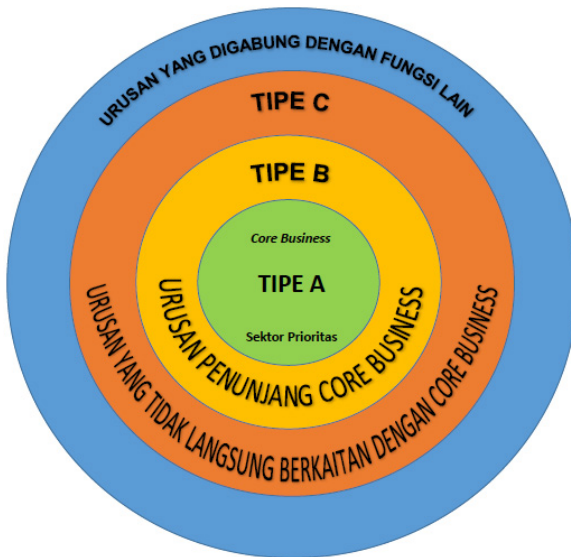 URUSAN YANG DIGABUNG DENGAN FUNGSI LAIN
TIPE C
TIPE B
Core Business
TIPE A
Sektor Prioritas
URUSAN PENUNJANG CORE BUSINESS
URUSAN YANG TIDAK LANGSUNG BERKAITAN DENGAN CORE BUSINESS